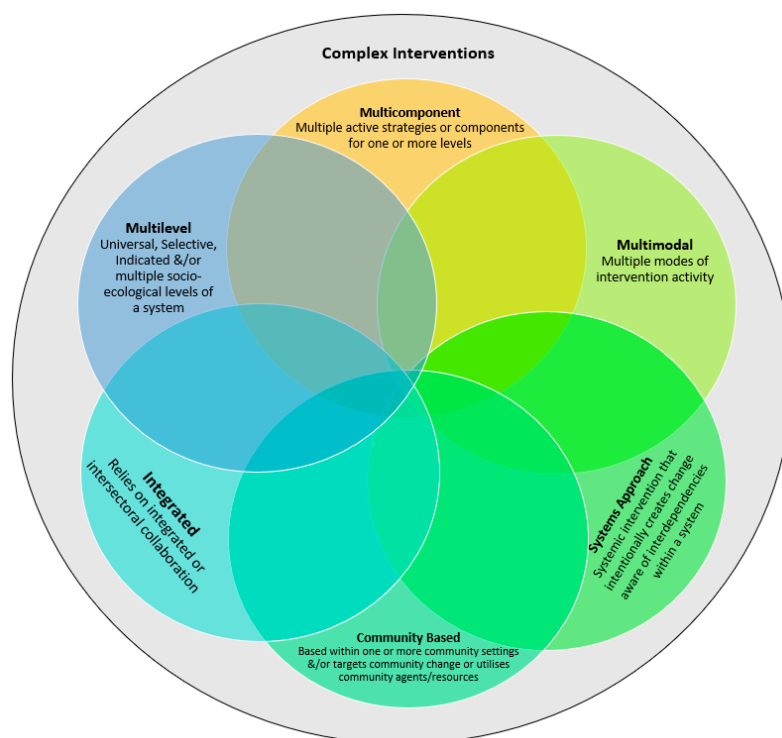 Complex Interventions
Multicomponent
Multiple active strategies or components
for one or more levels
Multilevel
Universal, Selective,
Indicated &/or
multiple socio-
ecological levels of
a system
Multimodal
Multiple modes of
intervention activity
Integrated
Relies on integrated or
intersectoral collaboration
Systems Approach
Systemic intervention that
intentionally creates change
aware of interdependencies
within a system
Community Based
Based within one or more community settings
&/or targets community change or utilises
community agents/resources